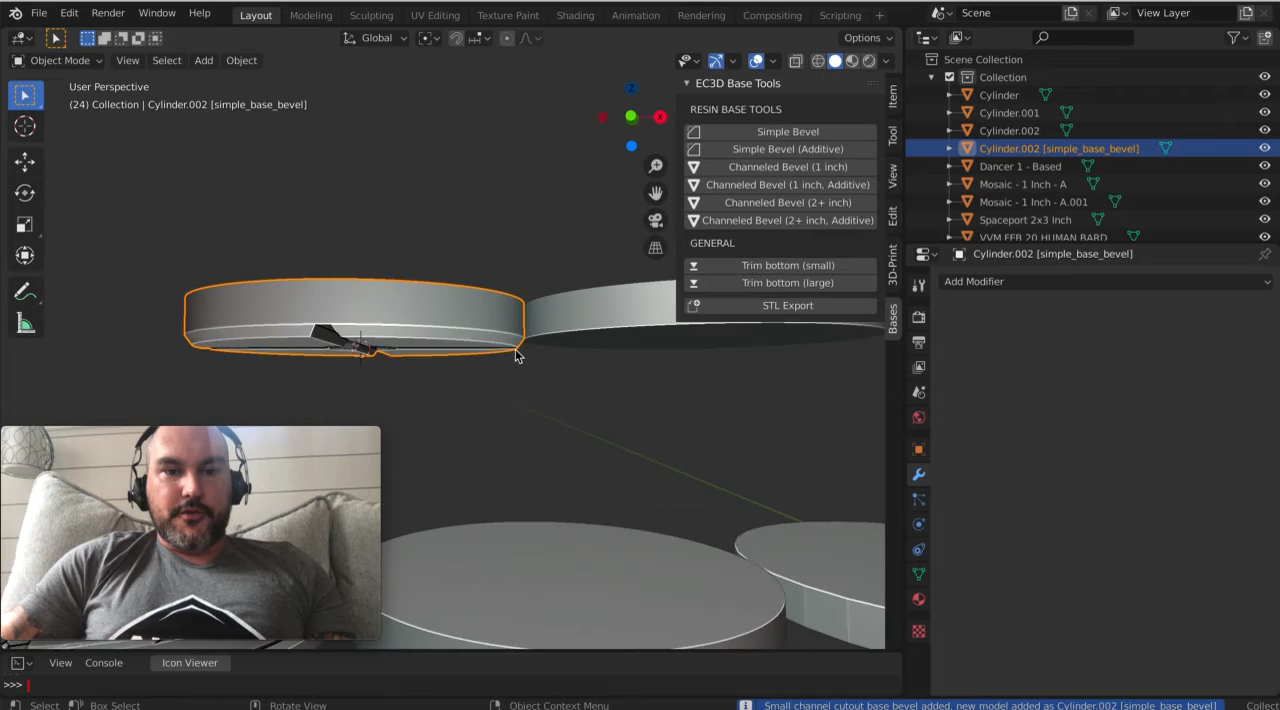 File Edit Render Window Help Layout Modeling Sculpting UV Editing Texture Paint Shading Animation Rendering Compositing Scripting + Scene View Layer
Global Options
Object Mode View Select Add Object
User Perspective
(24) Collection | Cylinder.002 [simple_base_bevel]
Z
X
EC3D Base Tools
RESIN BASE TOOLS
Simple Bevel
Simple Bevel (Additive)
Channeled Bevel (1 inch)
Channeled Bevel (1 inch, Additive)
Channeled Bevel (2+ inch)
Channeled Bevel (2+ inch, Additive)
GENERAL
Trim bottom (small)
Trim bottom (large)
STL Export
Item
Tool
View
Edit
3D-Print
Bases
Scene Collection
Collection
Cylinder
Cylinder.001
Cylinder.002
Cylinder.002 [simple_base_bevel]
Dancer 1 - Based
Mosaic - 1 Inch - A
Mosaic - 1 Inch - A.001
Spaceport 2x3 Inch
VVM FEB 20 HUMAN BARD
Cylinder.002 [simple_base_bevel]
Add Modifier
View Console Icon Viewer
>>>
Select Box Select Rotate View Object Context Menu Small channel cutout base bevel added, new model added as Cylinder.002 [simple_base_bevel] Collect